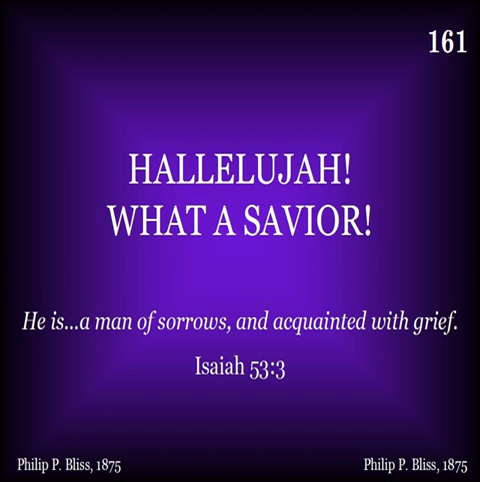 161
HALLELUJAH!
WHAT A SAVIOR!
He is...a man of sorrows, and acquainted with grief.
Isaiah 53:3
Philip P. Bliss, 1875
Philip P. Bliss, 1875